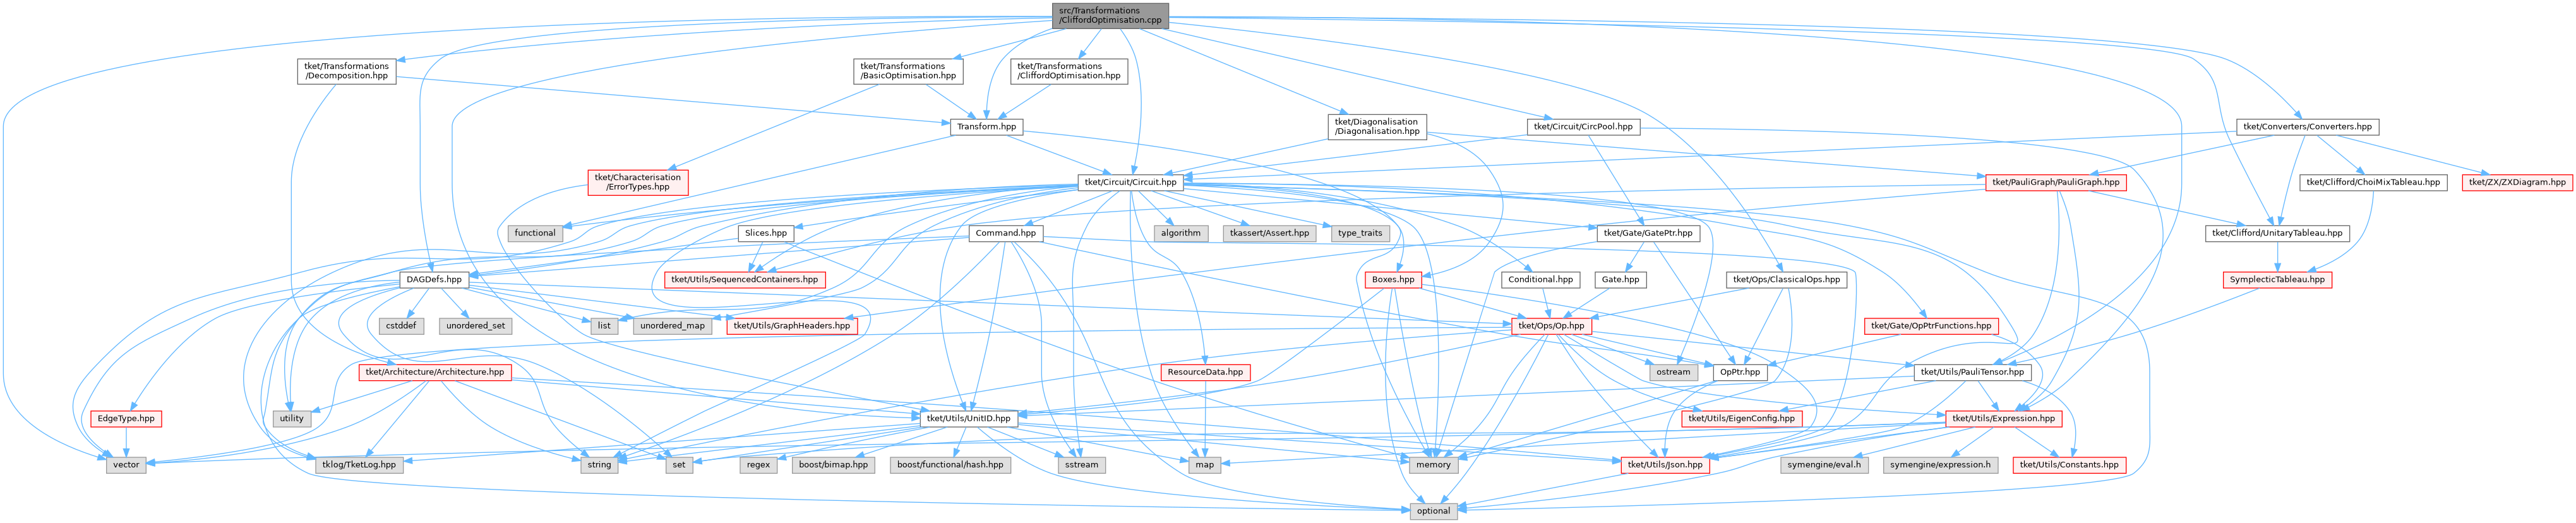 src/Transformations
/CliffordOptimisation.cpp
tket/Transformations
/Decomposition.hpp
tket/Transformations
/BasicOptimisation.hpp
tket/Transformations
/CliffordOptimisation.hpp
Transform.hpp
tket/Diagonalisation
/Diagonalisation.hpp
tket/Circuit/CircPool.hpp
tket/Converters/Converters.hpp
tket/Characterisation
/ErrorTypes.hpp
tket/Circuit/Circuit.hpp
tket/PauliGraph/PauliGraph.hpp
tket/Clifford/ChoiMixTableau.hpp
tket/ZX/ZXDiagram.hpp
functional
Slices.hpp
Command.hpp
algorithm
tkassert/Assert.hpp
type_traits
tket/Gate/GatePtr.hpp
tket/Clifford/UnitaryTableau.hpp
DAGDefs.hpp
tket/Utils/SequencedContainers.hpp
Boxes.hpp
Conditional.hpp
Gate.hpp
tket/Ops/ClassicalOps.hpp
SymplecticTableau.hpp
cstddef
unordered_set
list
unordered_map
tket/Utils/GraphHeaders.hpp
tket/Ops/Op.hpp
tket/Gate/OpPtrFunctions.hpp
tket/Architecture/Architecture.hpp
ResourceData.hpp
ostream
OpPtr.hpp
tket/Utils/PauliTensor.hpp
EdgeType.hpp
utility
tket/Utils/UnitID.hpp
tket/Utils/EigenConfig.hpp
tket/Utils/Expression.hpp
vector
tklog/TketLog.hpp
string
set
regex
boost/bimap.hpp
boost/functional/hash.hpp
sstream
map
memory
tket/Utils/Json.hpp
symengine/eval.h
symengine/expression.h
tket/Utils/Constants.hpp
optional